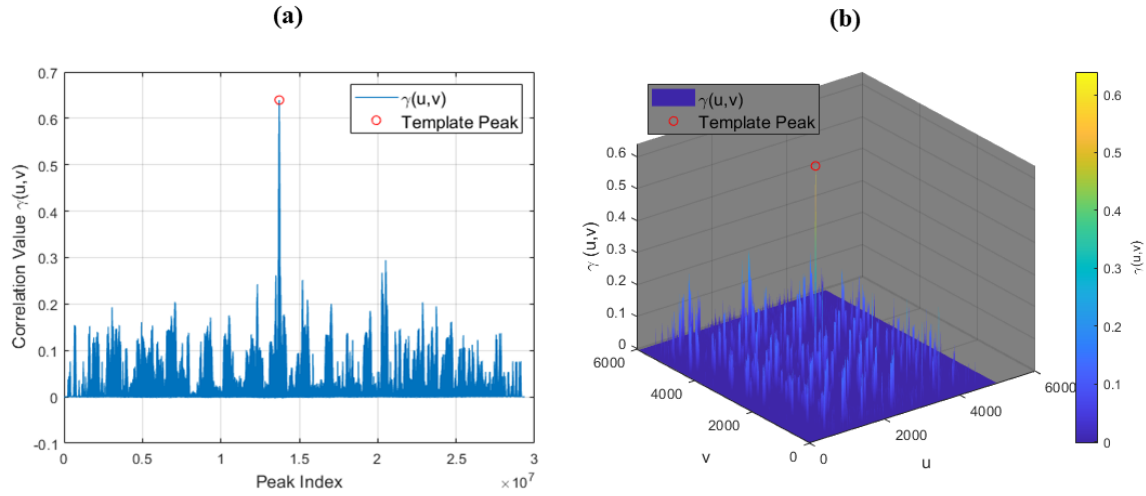 (a)
0.7
0.6
0.5
0.4
0.3
0.2
0.1
0
-0.1
Correlation Value γ(u,v)
γ(u,v)
Template Peak
0 0.5 1 1.5 2 2.5 3
Peak Index
×10⁷
(b)
γ(u,v)
Template Peak
0.6
0.5
0.4
0.3
0.2
0.1
0
γ (u,v)
6000
4000
2000
0
v
0
2000
4000
6000
u
0.6
0.5
0.4
0.3
0.2
0.1
0
γ(u,v)